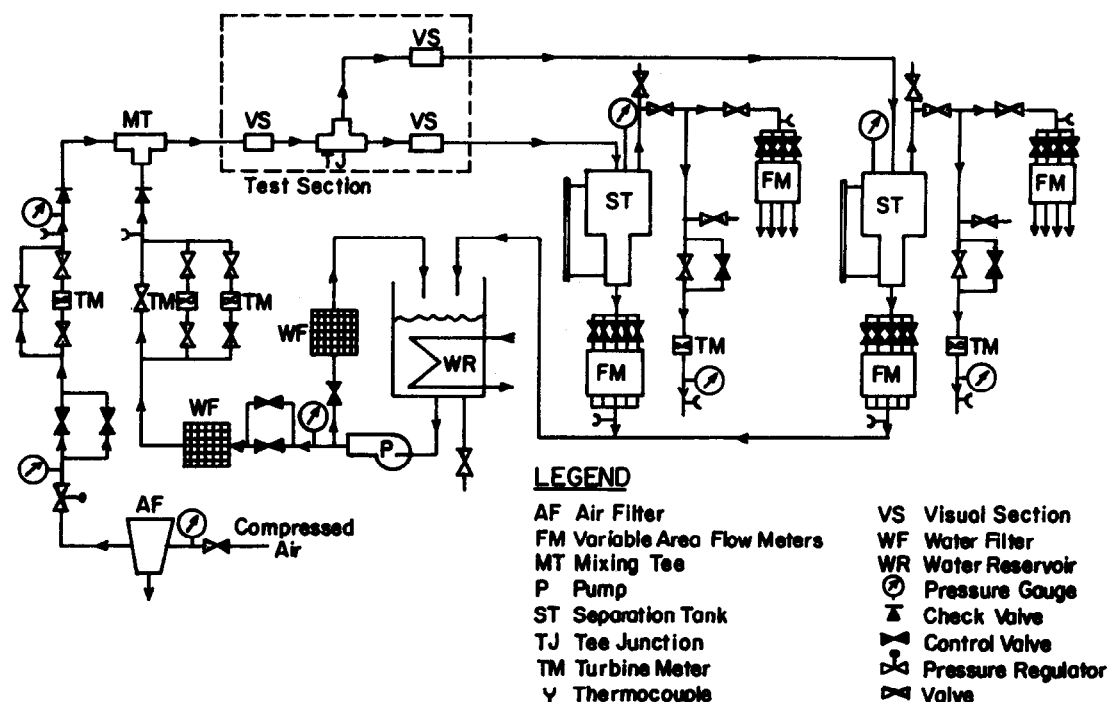 VS
MT
VS
VS
TJ
Test Section
ST
FM
ST
FM
TM
TM
TM
WF
WR
TM
TM
FM
FM
WF
P
AF
Compressed
Air
LEGEND
AF Air Filter
FM Variable Area Flow Meters
MT Mixing Tee
P Pump
ST Separation Tank
TJ Tee Junction
TM Turbine Meter
Y Thermocouple
VS Visual Section
WF Water Filter
WR Water Reservoir
Pressure Gauge
Check Valve
Control Valve
Pressure Regulator
Valve